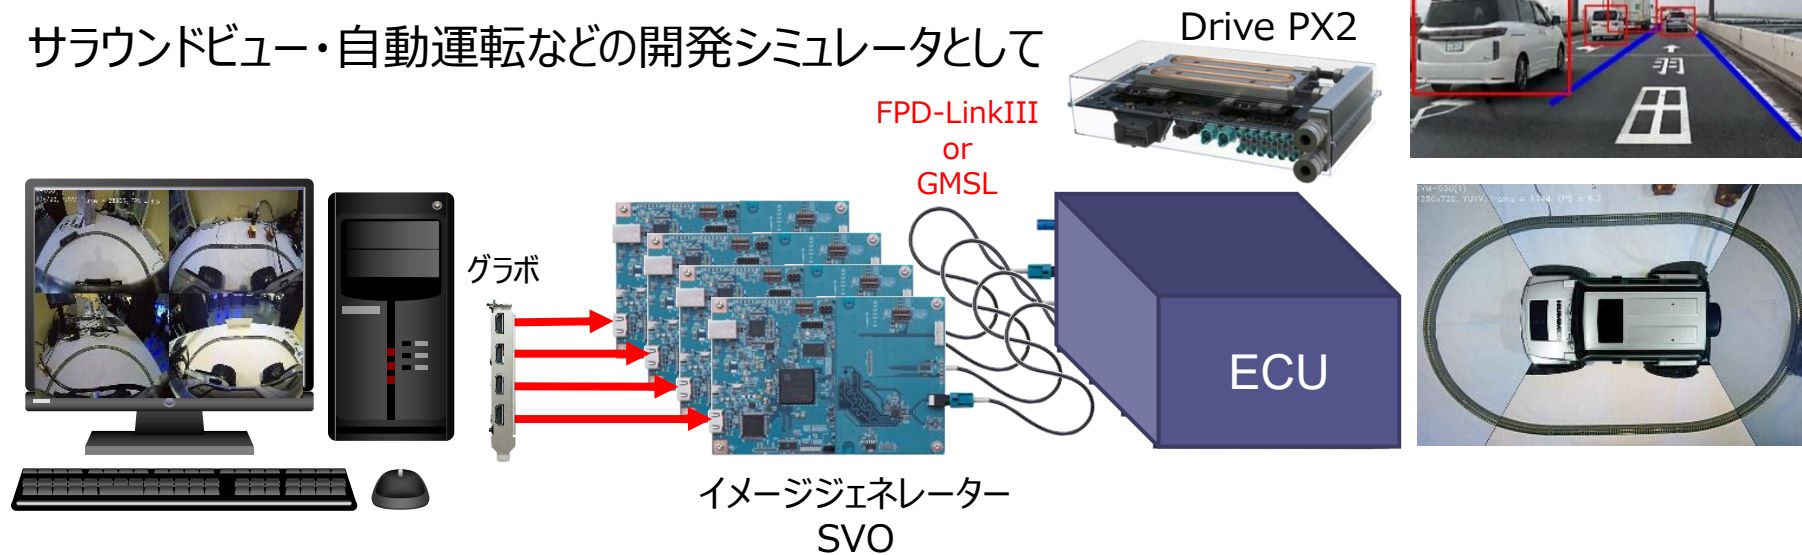 サラウンドビュー・自動運転などの開発シミュレータとして
Drive PX2
FPD-LinkIII
or
GMSL
グラボ
ECU
イメージジェネレーター
SVO